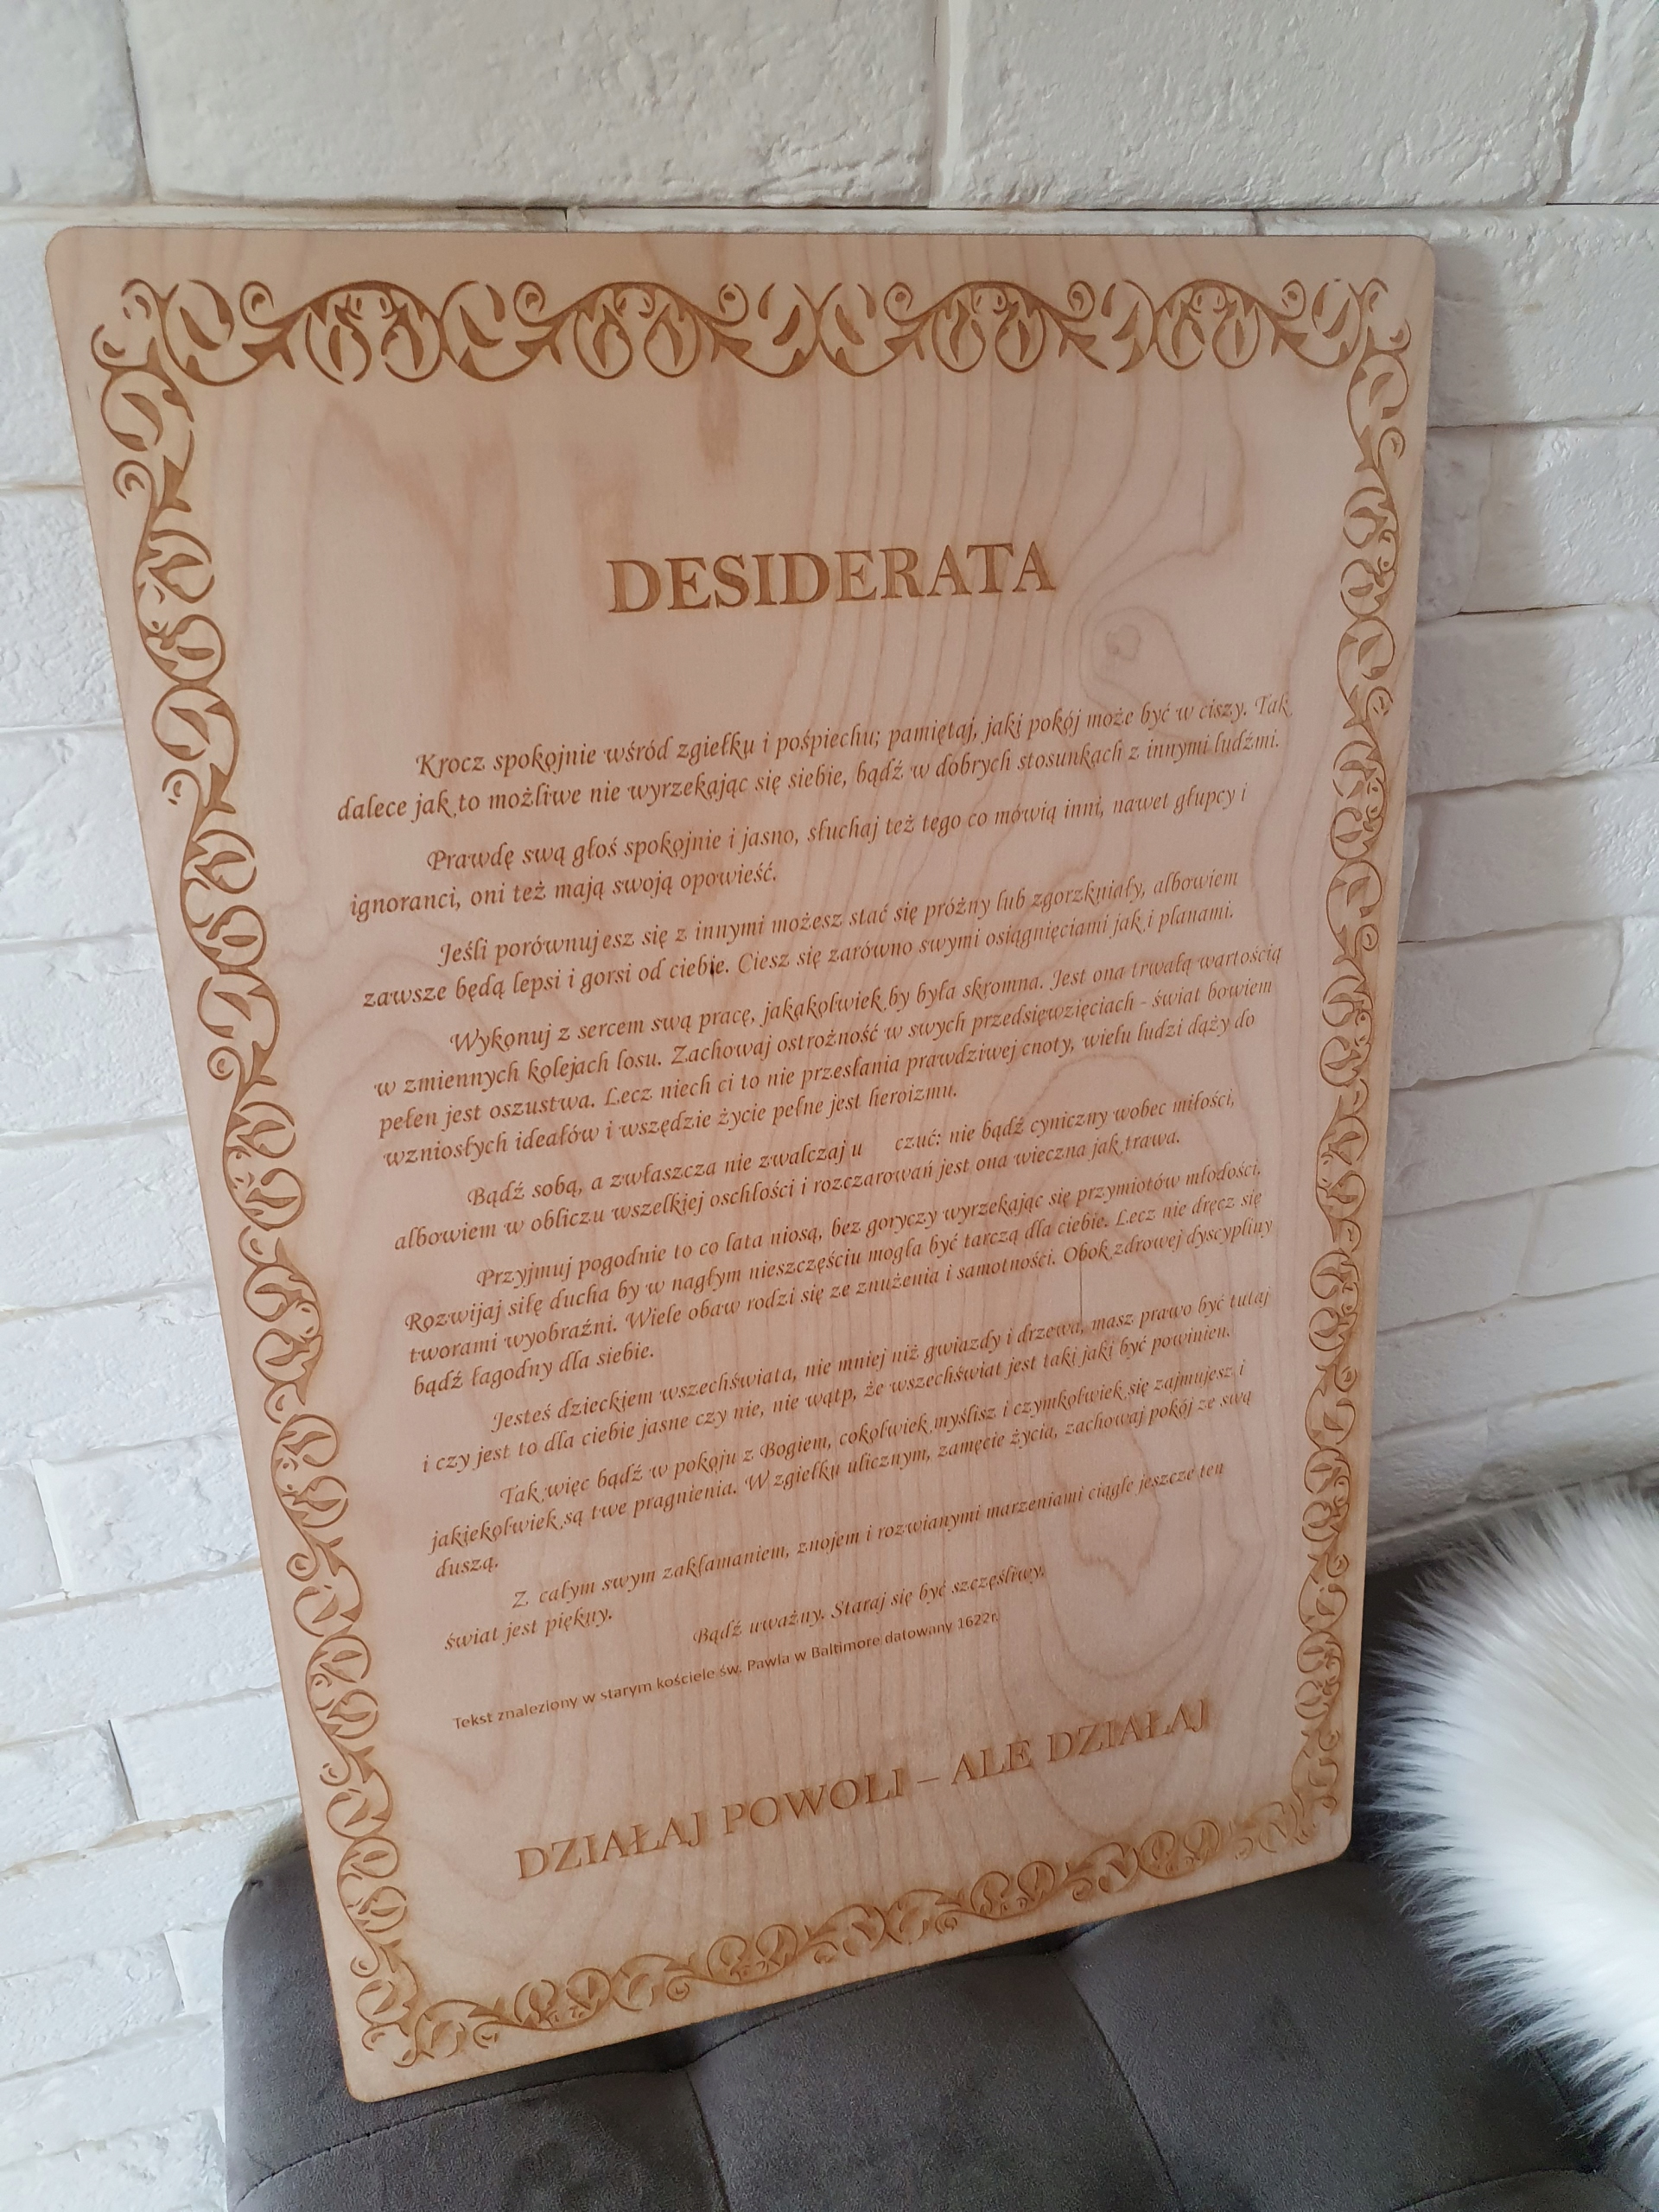 DESIDERATA
Krocz spokojnie wśród zgiełku i pośpiechu; pamiętaj, jaki pokój może być w ciszy. Tak
dalece jak to możliwe nie wyrzekając się siebie, bądź w dobrych stosunkach z innymi ludźmi.
Prawdę swą głoś spokojnie i jasno, słuchaj też tego co mówią inni, nawet głupcy i
ignoranci, oni też mają swoją opowieść.
Jeśli porównujesz się z innymi możesz stać się próżny lub zgorzkniały, albowiem
zawsze będą lepsi i gorsi od ciebie. Ciesz się zarówno swymi osiągnięciami jak i planami.
Wykonuj z sercem swą pracę, jakakolwiek by była skromna. Jest ona trwałą wartością
w zmiennych kolejach losu. Zachowaj ostrożność w swych przedsięwzięciach - świat bowiem
pełen jest oszustwa. Lecz niech ci to nie przesłania prawdziwej cnoty, wielu ludzi dąży do
wzniosłych ideałów i wszędzie życie pełne jest heroizmu.
Bądź sobą, a zwłaszcza nie zwalczaj u czuć: nie bądź cyniczny wobec miłości,
albowiem w obliczu wszelkiej oschłości i rozczarowań jest ona wieczna jak trawa.
Przyjmuj pogodnie to co lata niosą, bez goryczy wyrzekając się przymiotów młodości.
Rozwijaj siłę ducha by w nagłym nieszczęściu mogła być tarczą dla ciebie. Lecz nie dręcz się
tworami wyobraźni. Wiele obaw rodzi się ze znużenia i samotności. Obok zdrowej dyscypliny
bądź łagodny dla siebie.
Jesteś dzieckiem wszechświata, nie mniej niż gwiazdy i drzewa, masz prawo być tutaj
i czy jest to dla ciebie jasne czy nie, nie wątp, że wszechświat jest taki jaki być powinien.
Tak więc bądź w pokoju z Bogiem, cokolwiek myślisz i czymkolwiek się zajmujesz i
jakiekolwiek są twe pragnienia. W zgiełku ulicznym, zamęcie życia, zachowaj pokój ze swą
duszą.
Z całym swym zakłamaniem, znojem i rozwianymi marzeniami ciągle jeszcze ten
świat jest piękny.
Bądź uważny. Staraj się być szczęśliwy.
Tekst znaleziony w starym kościele św. Pawla w Baltimore datowany 1622r.
DZIAŁAJ POWOLI – ALE DZIAŁAJ